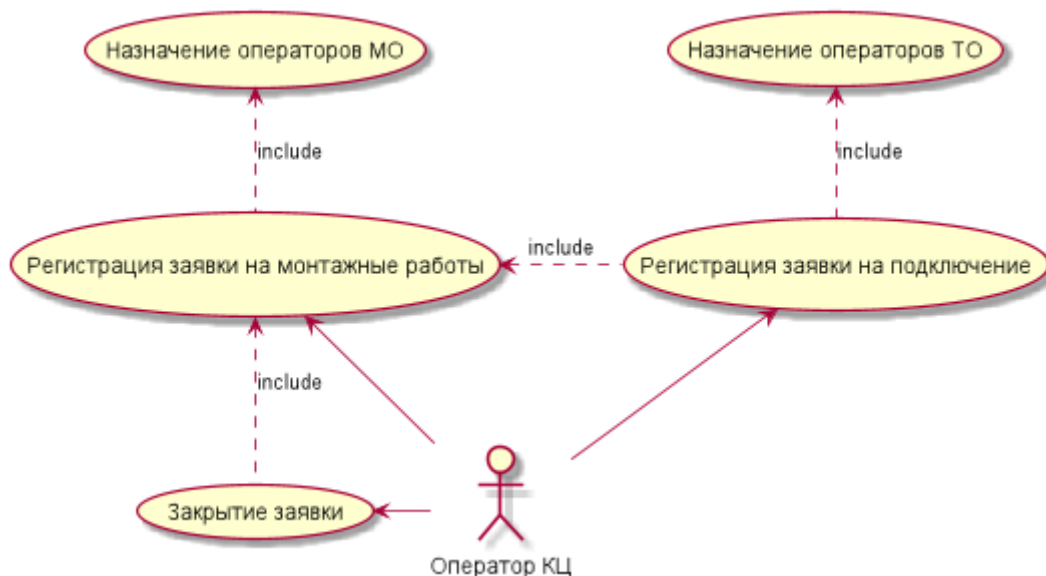 Назначение операторов МО
Назначение операторов ТО
include
include
Регистрация заявки на монтажные работы
include
Регистрация заявки на подключение
include
Закрытие заявки
Оператор КЦ